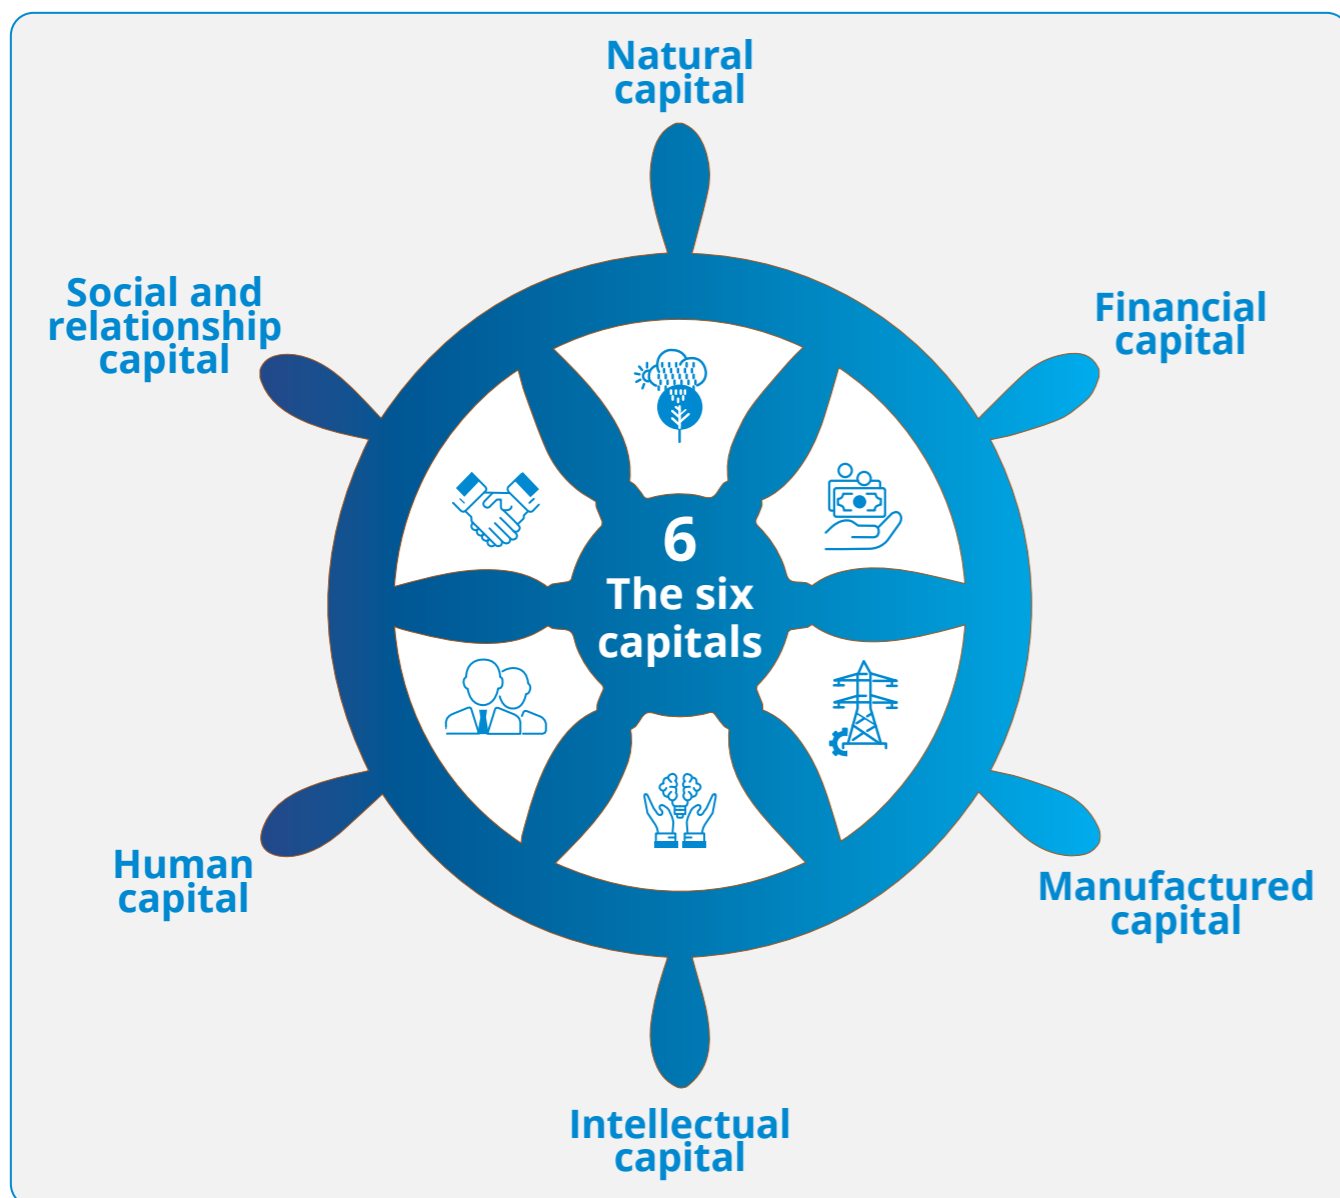 Natural
capital
Social and
relationship
capital
Financial
capital
6
The six
capitals
Human
capital
Manufactured
capital
Intellectual
capital